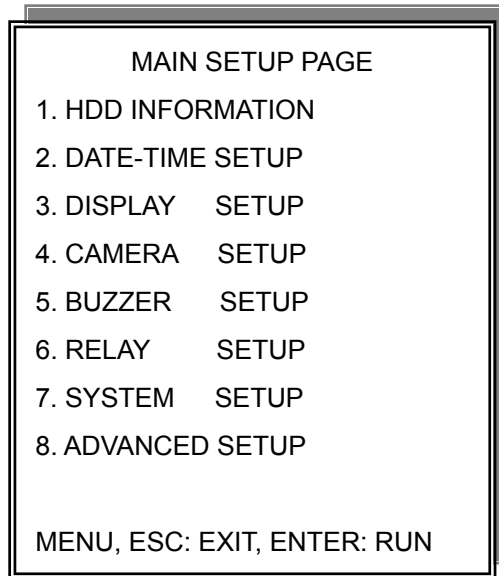 MAIN SETUP PAGE
1. HDD INFORMATION
2. DATE-TIME SETUP
3. DISPLAY SETUP
4. CAMERA SETUP
5. BUZZER SETUP
6. RELAY SETUP
7. SYSTEM SETUP
8. ADVANCED SETUP
MENU, ESC: EXIT, ENTER: RUN